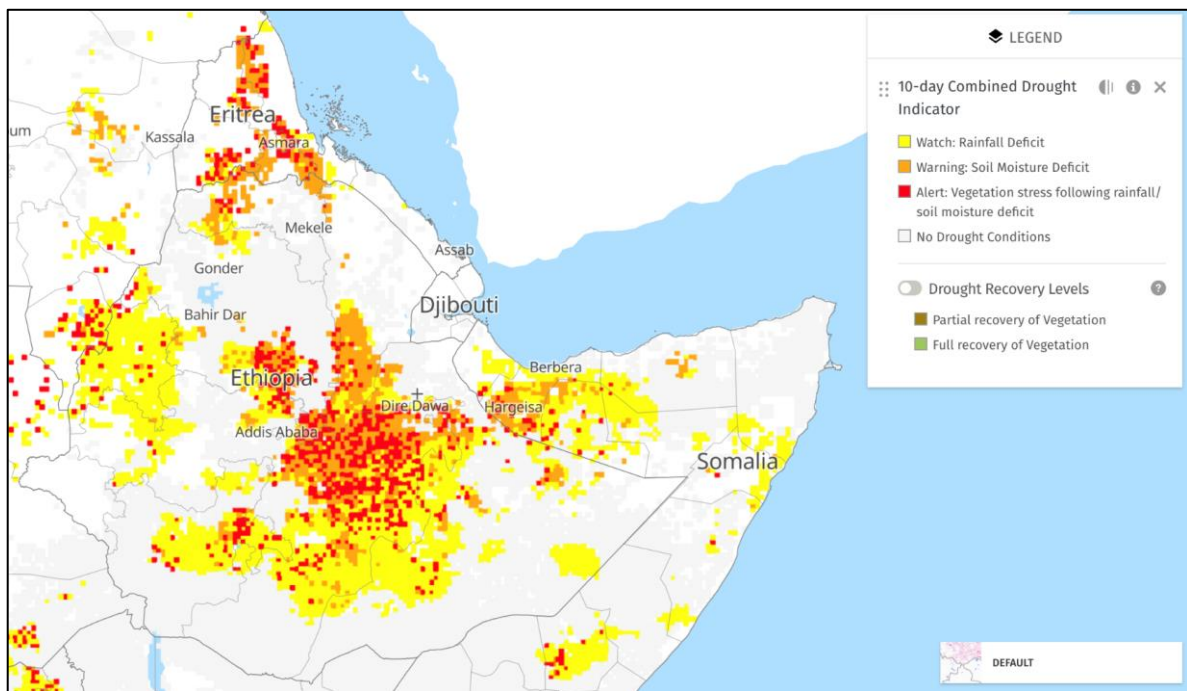 Eritrea
Kassala
Asmara
um
Mekele
Gonder
Assab
Djibouti
Bahir Dar
Berbera
Ethiopia
Dire Dawa
Hargeisa
Addis Ababa
Somalia
LEGEND
10-day Combined Drought
Indicator
Watch: Rainfall Deficit
Warning: Soil Moisture Deficit
Alert: Vegetation stress following rainfall/
soil moisture deficit
No Drought Conditions
Drought Recovery Levels
?
Partial recovery of Vegetation
Full recovery of Vegetation
DEFAULT